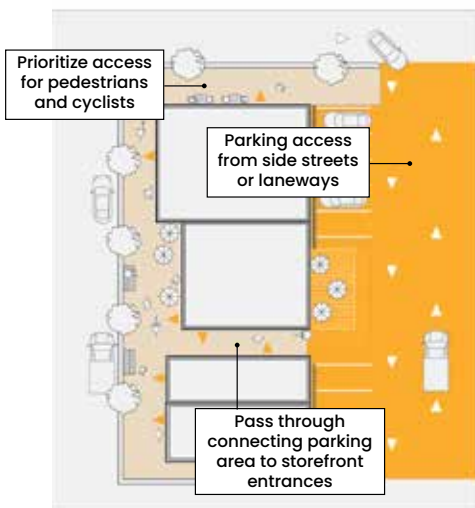 Prioritize access
for pedestrians
and cyclists
Parking access
from side streets
or laneways
Pass through
connecting parking
area to storefront
entrances